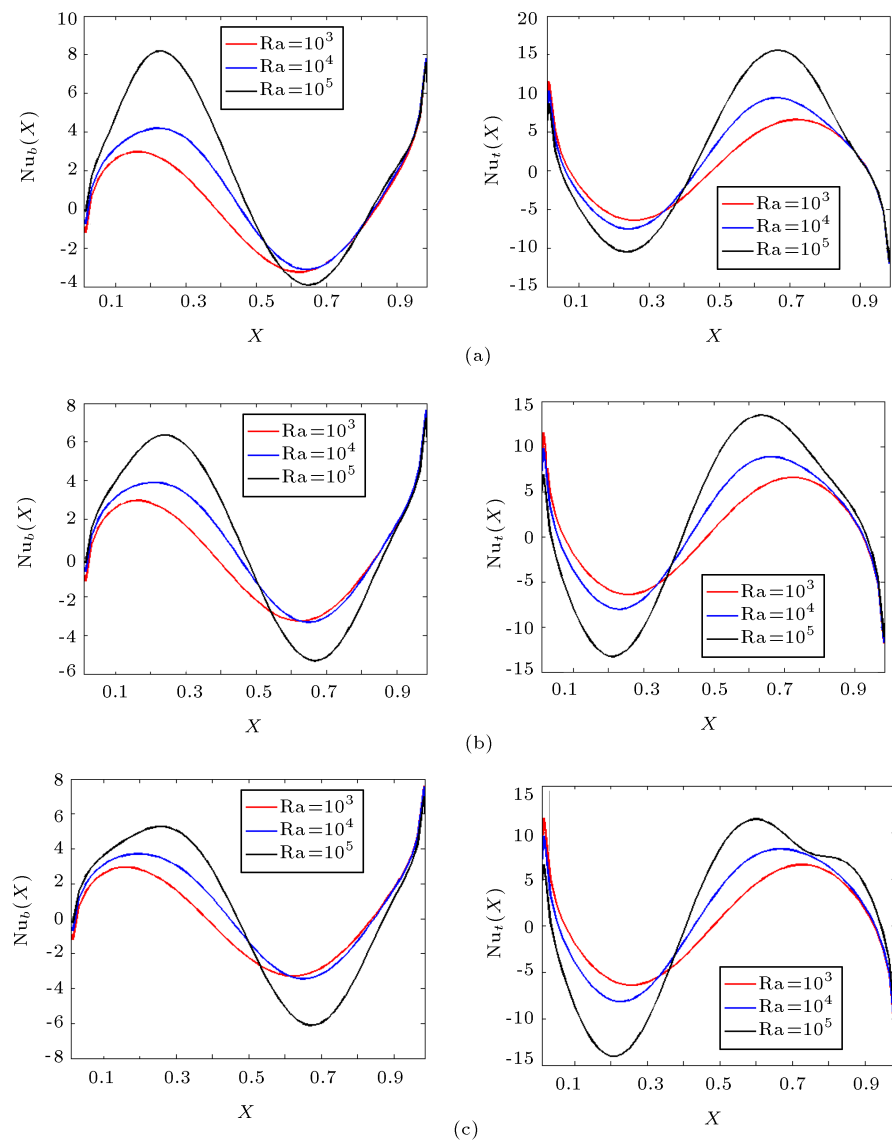 10
8
6
4
2
0
-2
-4
Nu_b(X)
Ra=10^3
Ra=10^4
Ra=10^5
0.1 0.3 0.5 0.7 0.9
X
20
15
10
5
0
-5
-10
-15
Nu_t(X)
Ra=10^3
Ra=10^4
Ra=10^5
0.1 0.3 0.5 0.7 0.9
X
(a)
8
6
4
2
0
-2
-4
-6
Nu_b(X)
Ra=10^3
Ra=10^4
Ra=10^5
0.1 0.3 0.5 0.7 0.9
X
15
10
5
0
-5
-10
-15
Nu_t(X)
Ra=10^3
Ra=10^4
Ra=10^5
0.1 0.3 0.5 0.7 0.9
X
(b)
8
6
4
2
0
-2
-4
-6
-8
Nu_b(X)
Ra=10^3
Ra=10^4
Ra=10^5
0.1 0.3 0.5 0.7 0.9
X
15
10
5
0
-5
-10
-15
Nu_t(X)
Ra=10^3
Ra=10^4
Ra=10^5
0.1 0.3 0.5 0.7 0.9
X
(c)